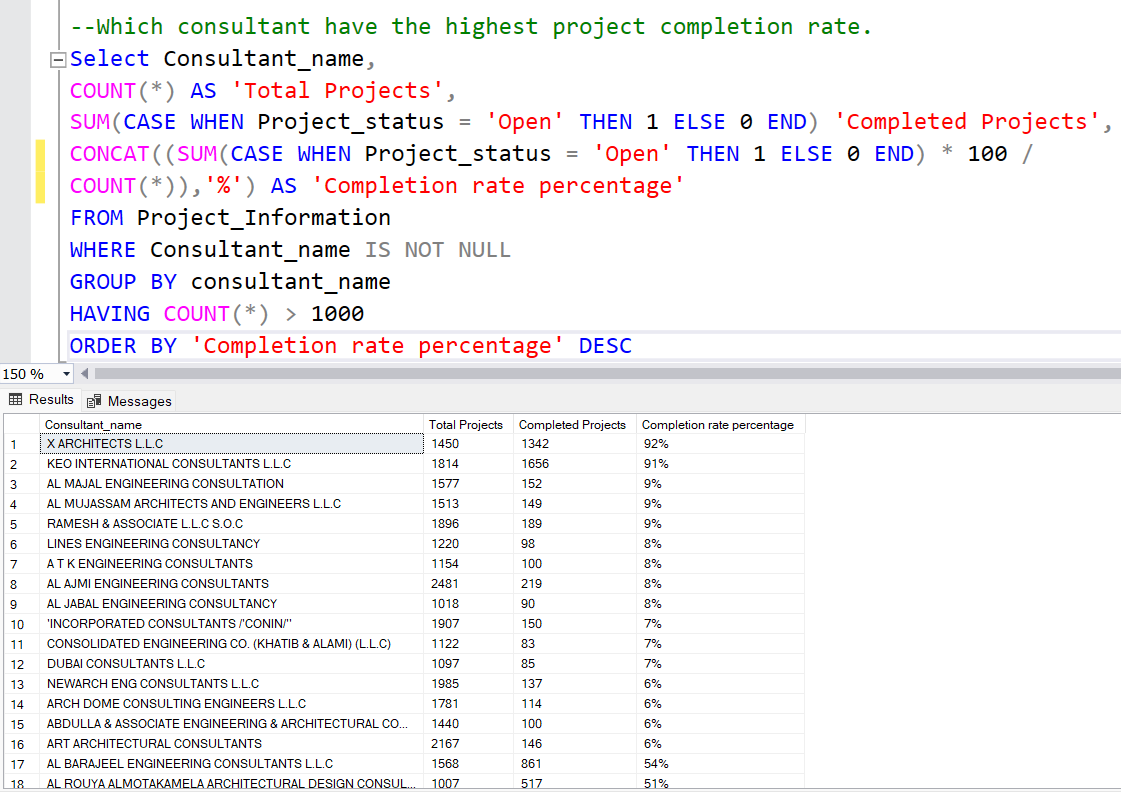 --Which consultant have the highest project completion rate.
Select Consultant_name,
COUNT(*) AS 'Total Projects',
SUM(CASE WHEN Project_status = 'Open' THEN 1 ELSE 0 END) 'Completed Projects',
CONCAT((SUM(CASE WHEN Project_status = 'Open' THEN 1 ELSE 0 END) * 100 /
COUNT(*)),'%') AS 'Completion rate percentage'
FROM Project_Information
WHERE Consultant_name IS NOT NULL
GROUP BY consultant_name
HAVING COUNT(*) > 1000
ORDER BY 'Completion rate percentage' DESC
150 %
Results Messages
Consultant_name Total Projects Completed Projects Completion rate percentage
1 X ARCHITECTS L.L.C 1450 1342 92%
2 KEO INTERNATIONAL CONSULTANTS L.L.C 1814 1656 91%
3 AL MAJAL ENGINEERING CONSULTATION 1577 152 9%
4 AL MUJASSAM ARCHITECTS AND ENGINEERS L.L.C 1513 149 9%
5 RAMESH & ASSOCIATE L.L.C S.O.C 1896 189 9%
6 LINES ENGINEERING CONSULTANCY 1220 98 8%
7 A T K ENGINEERING CONSULTANTS 1154 100 8%
8 AL AJMI ENGINEERING CONSULTANTS 2481 219 8%
9 AL JABAL ENGINEERING CONSULTANCY 1018 90 8%
10 'INCORPORATED CONSULTANTS /'CONIN/'' 1907 150 7%
11 CONSOLIDATED ENGINEERING CO. (KHATIB & ALAMI) (L.L.C) 1122 83 7%
12 DUBAI CONSULTANTS L.L.C 1097 85 7%
13 NEWARCH ENG CONSULTANTS L.L.C 1985 137 6%
14 ARCH DOME CONSULTING ENGINEERS L.L.C 1781 114 6%
15 ABDULLA & ASSOCIATE ENGINEERING & ARCHITECTURAL CO... 1440 100 6%
16 ART ARCHITECTURAL CONSULTANTS 2167 146 6%
17 AL BARAJEEL ENGINEERING CONSULTANTS L.L.C 1568 861 54%
18 AL ROUYA ALMOTAKAMELA ARCHITECTURAL DESIGN CONSUL... 1007 517 51%